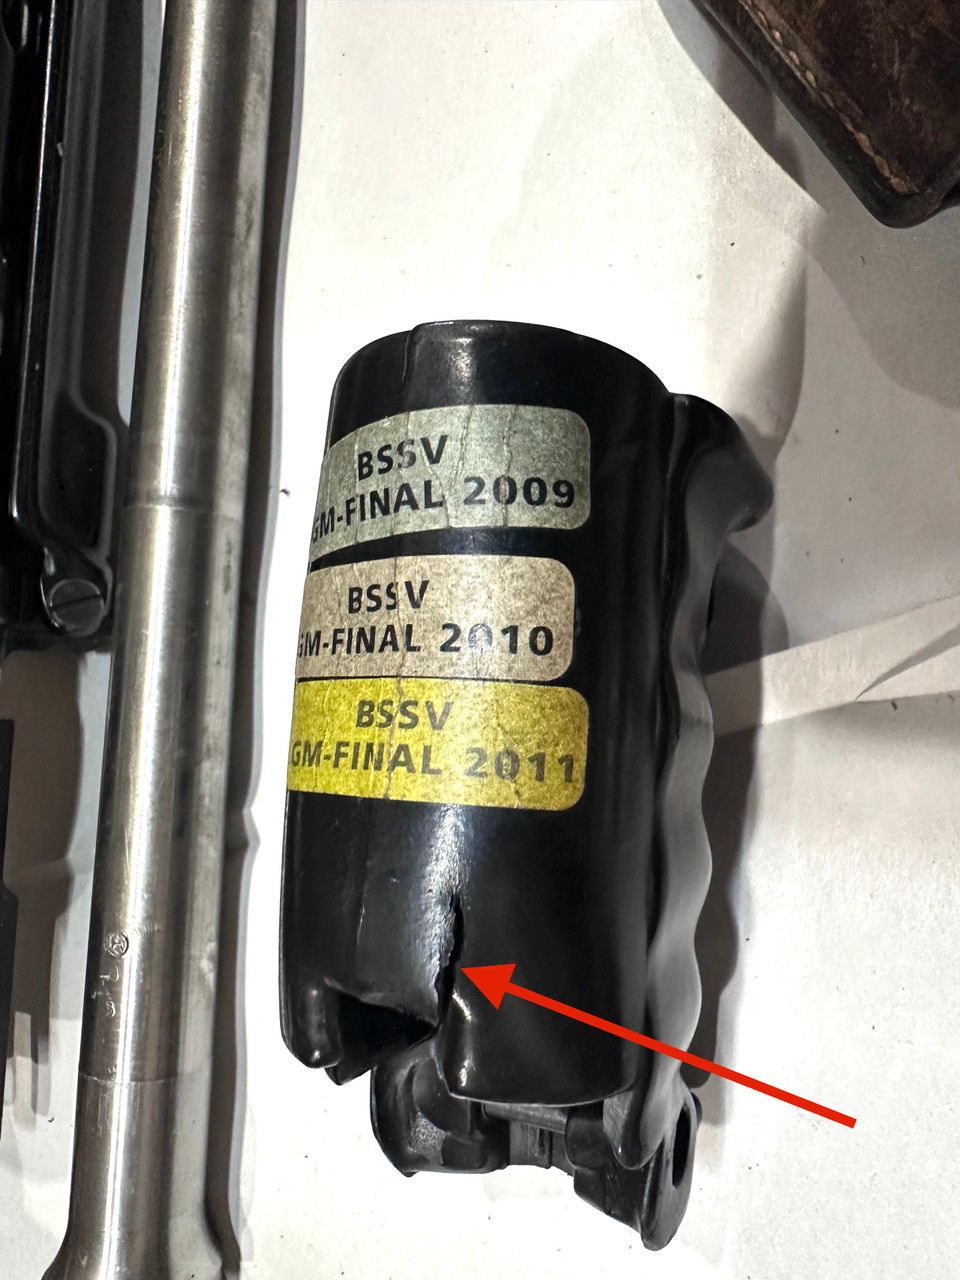 BSSV
GM-FINAL 2009
BSSV
GM-FINAL 2010
BSSV
GM-FINAL 2011